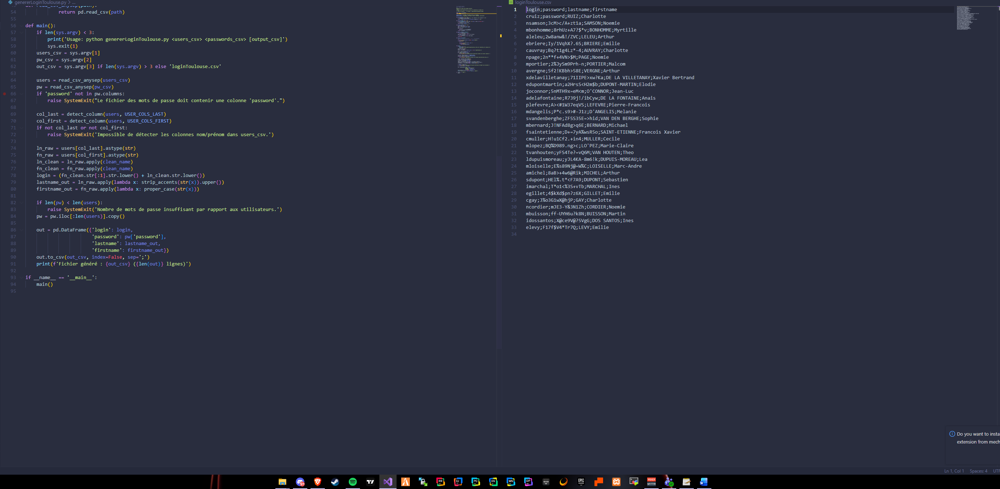 genererLoginToulouse.py > ...
def read_csv_anysep(path):
54 return pd.read_csv(path)
55
56 def main():
57 if len(sys.argv) < 3:
58 print('Usage: python genererLoginToulouse.py <users_csv> <passwords_csv> [output_csv]')
59 sys.exit(1)
60 users_csv = sys.argv[1]
61 pw_csv = sys.argv[2]
62 out_csv = sys.argv[3] if len(sys.argv) > 3 else 'loginToulouse.csv'
63
64 users = read_csv_anysep(users_csv)
65 pw = read_csv_anysep(pw_csv)
66 if 'password' not in pw.columns:
67 raise SystemExit("Le fichier des mots de passe doit contenir une colonne 'password'.")
68
69 col_last = detect_column(users, USER_COLS_LAST)
70 col_first = detect_column(users, USER_COLS_FIRST)
71 if not col_last or not col_first:
72 raise SystemExit('Impossible de détecter les colonnes nom/prénom dans users_csv.')
73
74 ln_raw = users[col_last].astype(str)
75 fn_raw = users[col_first].astype(str)
76 ln_clean = ln_raw.apply(clean_name)
77 fn_clean = fn_raw.apply(clean_name)
78 login = (fn_clean.str[:1].str.lower() + ln_clean.str.lower())
79 lastname_out = ln_raw.apply(lambda x: strip_accents(str(x)).upper())
80 firstname_out = fn_raw.apply(lambda x: proper_case(str(x)))
81
82 if len(pw) < len(users):
83 raise SystemExit('Nombre de mots de passe insuffisant par rapport aux utilisateurs.')
84 pw = pw.iloc[:len(users)].copy()
85
86 out = pd.DataFrame({'login': login,
87 'password': pw['password'],
88 'lastname': lastname_out,
89 'firstname': firstname_out})
90 out.to_csv(out_csv, index=False, sep=';')
91 print(f'Fichier généré : {out_csv} ({len(out)} lignes)')
92
93 if __name__ == '__main__':
94 main()
95
loginToulouse.csv
1 login;password;lastname;firstname
2 cruiz;password;RUIZ;Charlotte
3 nsamson;3cM>c/A+zt1a;SAMSON;Noemie
4 mbonhomme;8rhUz+A7?$*v;BONHOMME;Myrtille
5 aleleu;2w8anw&!/ZVC;LELEU;Arthur
6 ebriere;Iy/1VqhX?.6S;BRIERE;Emilie
7 cauvray;Bq?t1g4Lz*-4;AUVRAY;Charlotte
8 npage;2n**f+4VN>$M;PAGE;Noemie
9 mportier;2%JySm9Prh-n;PORTIER;Malcom
10 avergne;5f2!KBbh>58E;VERGNE;Arthur
11 xdelavilletanay;71IIPE>xw?Ka;DE LA VILLETANAY;Xavier Bertrand
12 edupontmartin;a2HrsS<H2m$b;DUPONT-MARTIN;Elodie
13 joconnor;5nMTH9x=eM<m;O'CONNOR;Jean-Luc
14 adelafontaine;R739j!/ibCyw;DE LA FONTAINE;Anais
15 plefevre;A><#1W37eqVS;LEFEVRE;Pierre-Francois
16 mdangelis;P*c.s9>#-J1z;D'ANGELIS;Melanie
17 svandenberghe;ZF5S35E=>hid;VAN DEN BERGHE;Sophie
18 mbernard;J!NFAd8g>q6E;BERNARD;Michael
19 fsaintetienne;D+=7yA%wsR5o;SAINT-ETIENNE;Francois Xavier
20 cmuller;H!u1Cf2.+in4;MULLER;Cecile
21 mlopez;BQ%D989.ng>c;LO'PEZ;Marie-Claire
22 tvanhouten;yFS4Te?=vQ6M;VAN HOUTEN;Theo
23 ldupuismoreau;yJL4KA-8m6!k;DUPUIS-MOREAU;Lea
24 mloiselle;E%s89Nj@=W%C;LOISELLE;Marc-Andre
25 amichel;8aB>+4w6@Rik;MICHEL;Arthur
26 sdupont;HEl%.t*<F7A9;DUPONT;Sebastien
27 imarchal;T*o1<%3S+vTb;MARCHAL;Ines
28 egillet;4$kXd$pn?z6X;GILLET;Emilie
29 cgay;J%o3G1wX@hjP;GAY;Charlotte
30 ncordier;mJE3-Y&3N1Zh;CORDIER;Noemie
31 mbuisson;ff-UYH6u?k8N;BUISSON;Martin
32 idossantos;X@ce9V@?5VgG;DOS SANTOS;Ines
33 elevy;F17f$V4*Tr7Q;LEVY;Emilie
34
Do you want to insta
extension from mech
Ln 1, Col 1 Spaces: 4 UTF
9+
RR
IJ
PC
DS
WS
DP
EPIC GAMES
VOICE MEETER